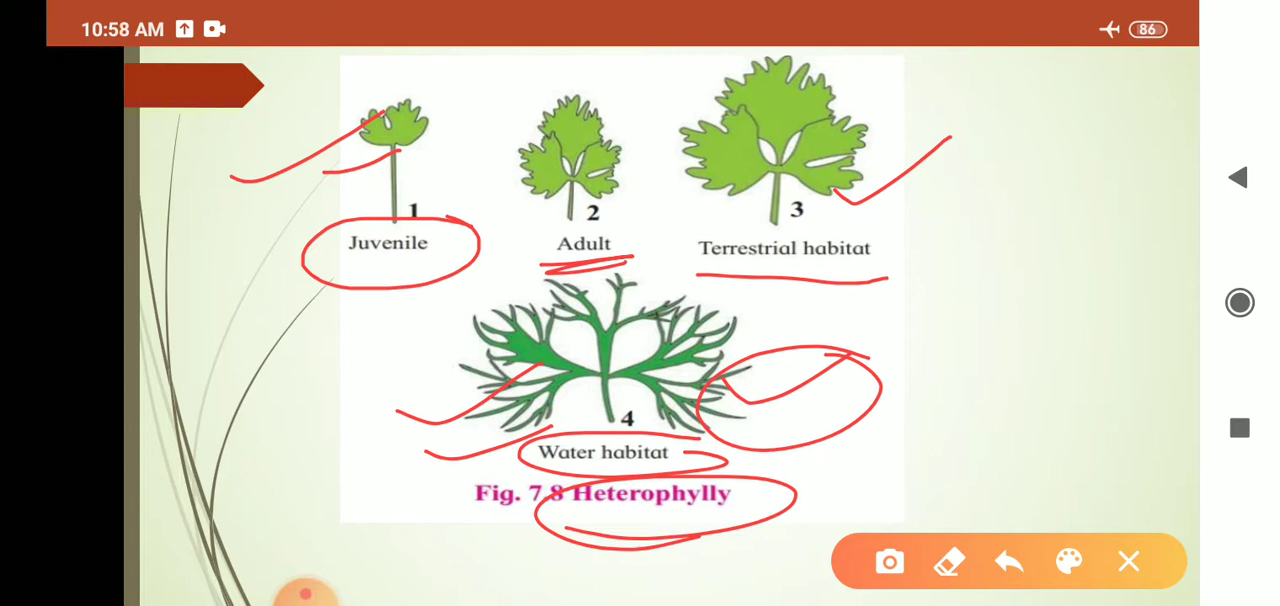 10:58 AM
86
1
Juvenile
2
Adult
3
Terrestrial habitat
4
Water habitat
Fig. 7.8 Heterophylly